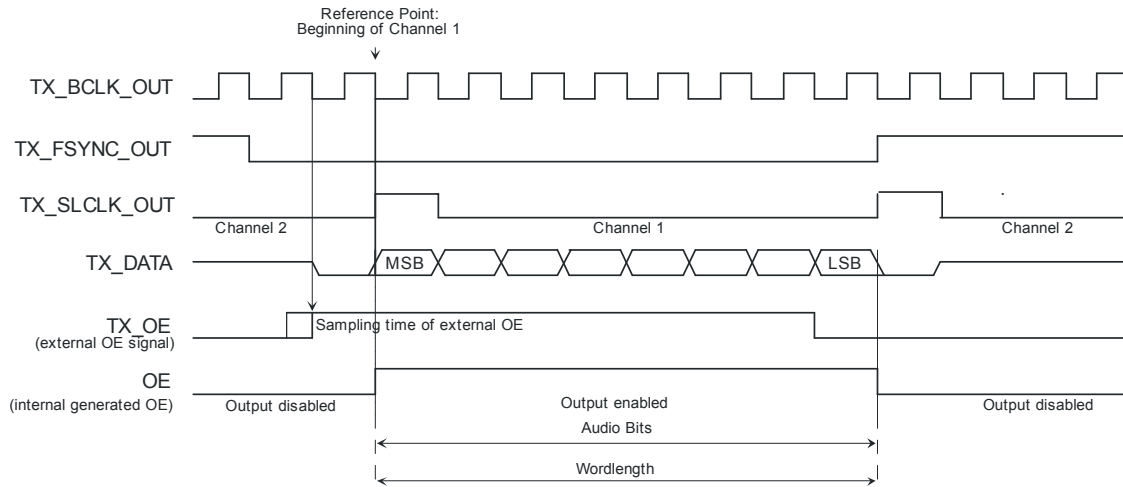 Reference Point:
Beginning of Channel 1
TX_BCLK_OUT
TX_FSYNC_OUT
TX_SLCLK_OUT
Channel 2
Channel 1
Channel 2
TX_DATA
MSB
LSB
TX_OE
(external OE signal)
Sampling time of external OE
OE
(internal generated OE)
Output disabled
Output enabled
Output disabled
Audio Bits
Wordlength